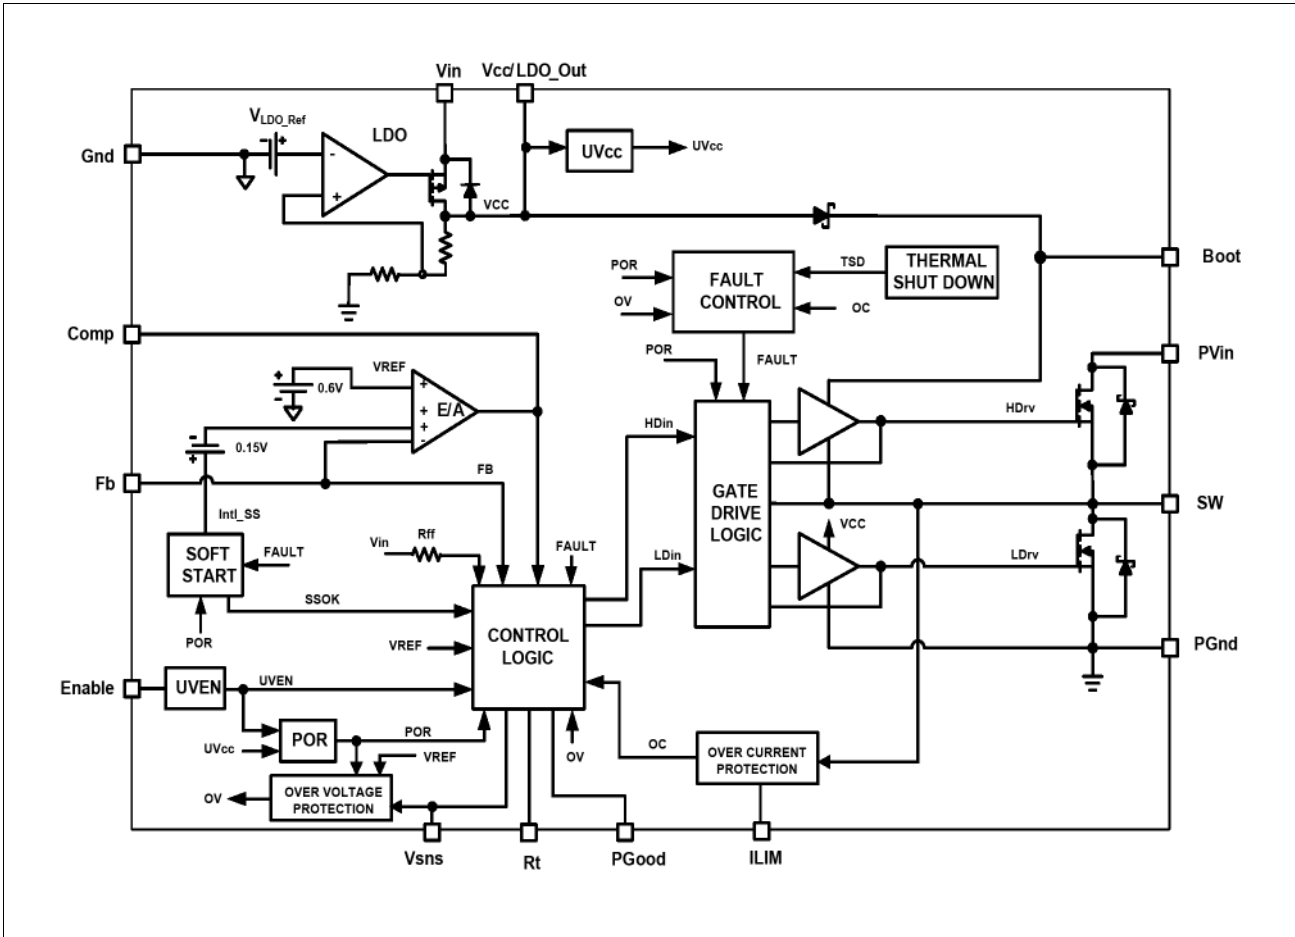 Vin
Vcc/LDO_Out
VLDO_Ref
-
+
LDO
-
+
Gnd
UVcc
UVcc
VCC
Boot
POR
OV
FAULT
CONTROL
TSD
OC
THERMAL
SHUT DOWN
Comp
POR
FAULT
PVin
VREF
+
-
0.6V
+
+
+
-
E/A
HDrv
HDin
-
+
0.15V
FB
Fb
GATE
DRIVE
LOGIC
SW
Intl_SS
VCC
Vin
Rff
FAULT
SOFT
START
FAULT
LDin
LDrv
SSOK
POR
CONTROL
LOGIC
VREF
PGnd
Enable
UVEN
UVEN
POR
UVcc
POR
VREF
OV
OC
OVER CURRENT
PROTECTION
OV
OVER VOLTAGE
PROTECTION
Vsns
Rt
PGood
ILIM